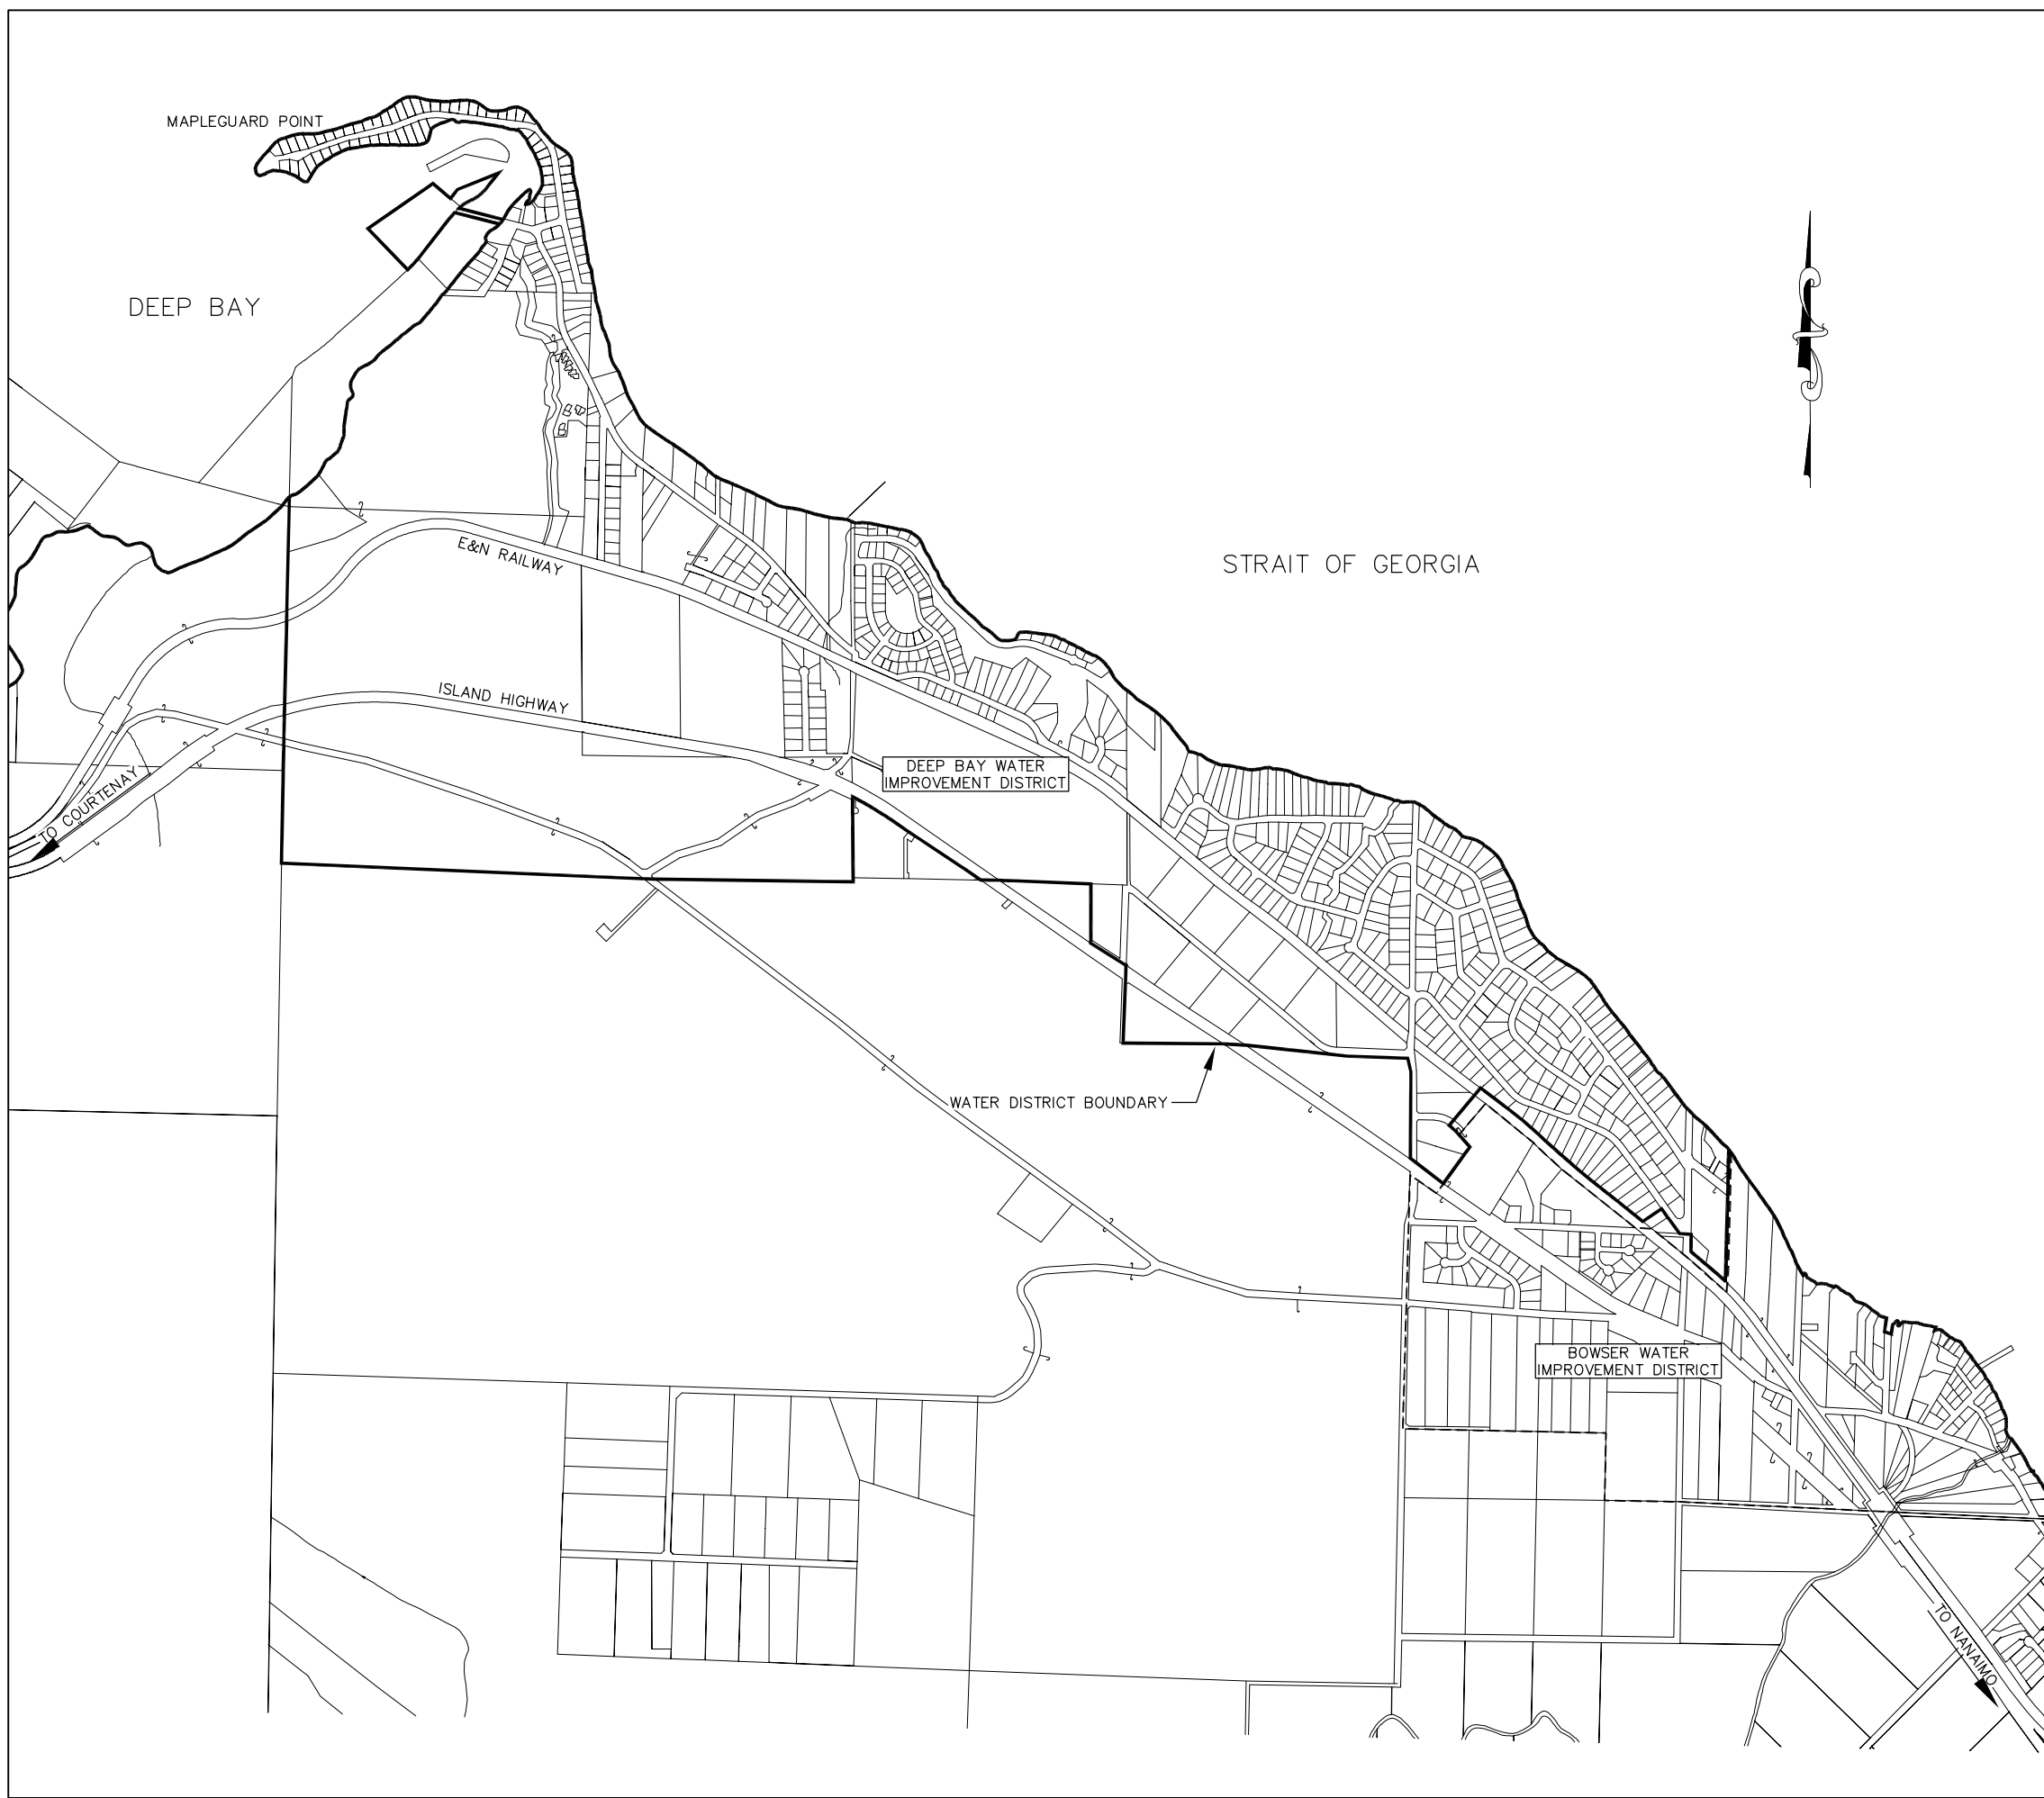 MAPLEGUARD POINT
DEEP BAY
E&N RAILWAY
STRAIT OF GEORGIA
ISLAND HIGHWAY
DEEP BAY WATER
IMPROVEMENT DISTRICT
TO COURTENAY
WATER DISTRICT BOUNDARY
BOWSER WATER
IMPROVEMENT DISTRICT
TO NANAIMO